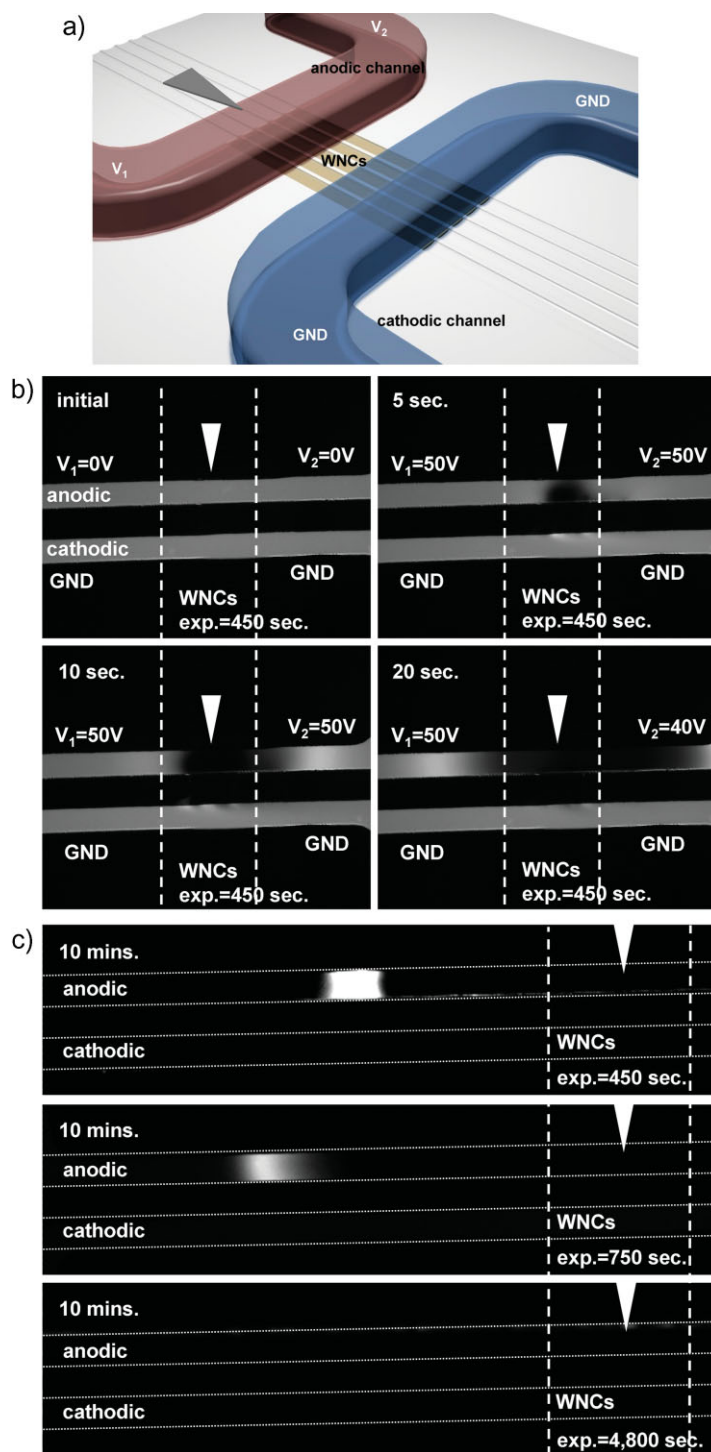 a)
V2
anodic channel
GND
WNCs
V1
GND
cathodic channel
b)
initial
V1=0V
V2=0V
anodic
cathodic
GND
GND
WNCs
exp.=450 sec.
5 sec.
V1=50V
V2=50V
GND
GND
WNCs
exp.=450 sec.
10 sec.
V1=50V
V2=50V
GND
GND
WNCs
exp.=450 sec.
20 sec.
V1=50V
V2=40V
GND
GND
WNCs
exp.=450 sec.
c)
10 mins.
anodic
cathodic
WNCs
exp.=450 sec.
10 mins.
anodic
cathodic
WNCs
exp.=750 sec.
10 mins.
anodic
cathodic
WNCs
exp.=4,800 sec.